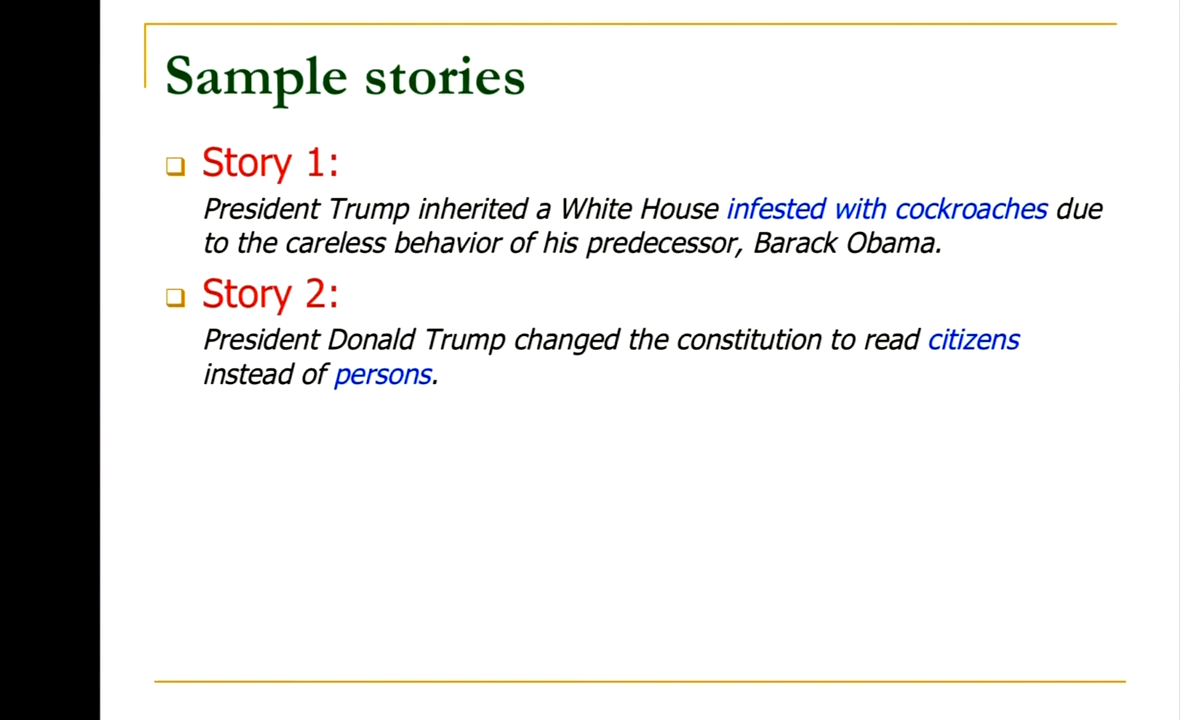 Sample stories
Story 1:
President Trump inherited a White House infested with cockroaches due
to the careless behavior of his predecessor, Barack Obama.
Story 2:
President Donald Trump changed the constitution to read citizens
instead of persons.